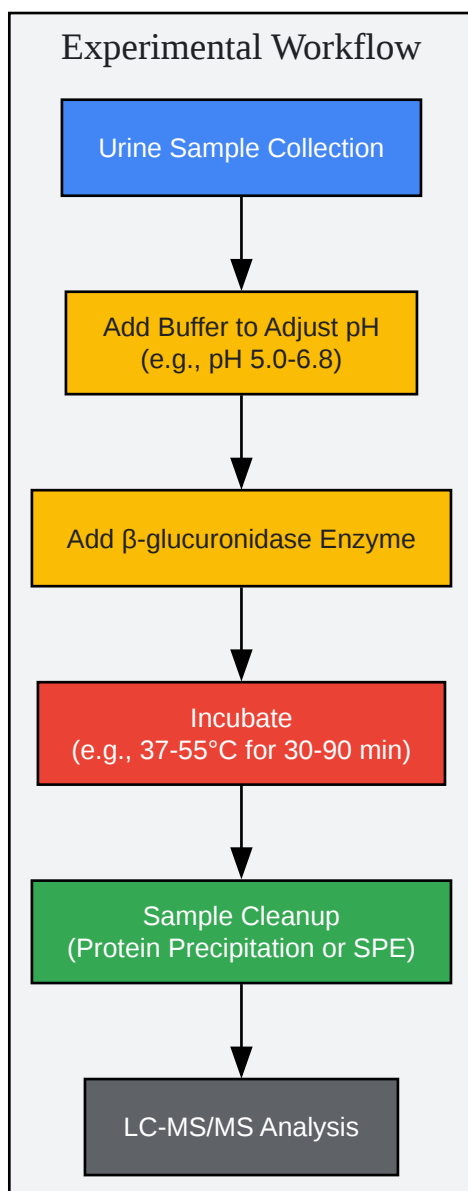 Experimental Workflow
Urine Sample Collection
Add Buffer to Adjust pH
(e.g., pH 5.0-6.8)
Add β-glucuronidase Enzyme
Incubate
(e.g., 37-55°C for 30-90 min)
Sample Cleanup
(Protein Precipitation or SPE)
LC-MS/MS Analysis